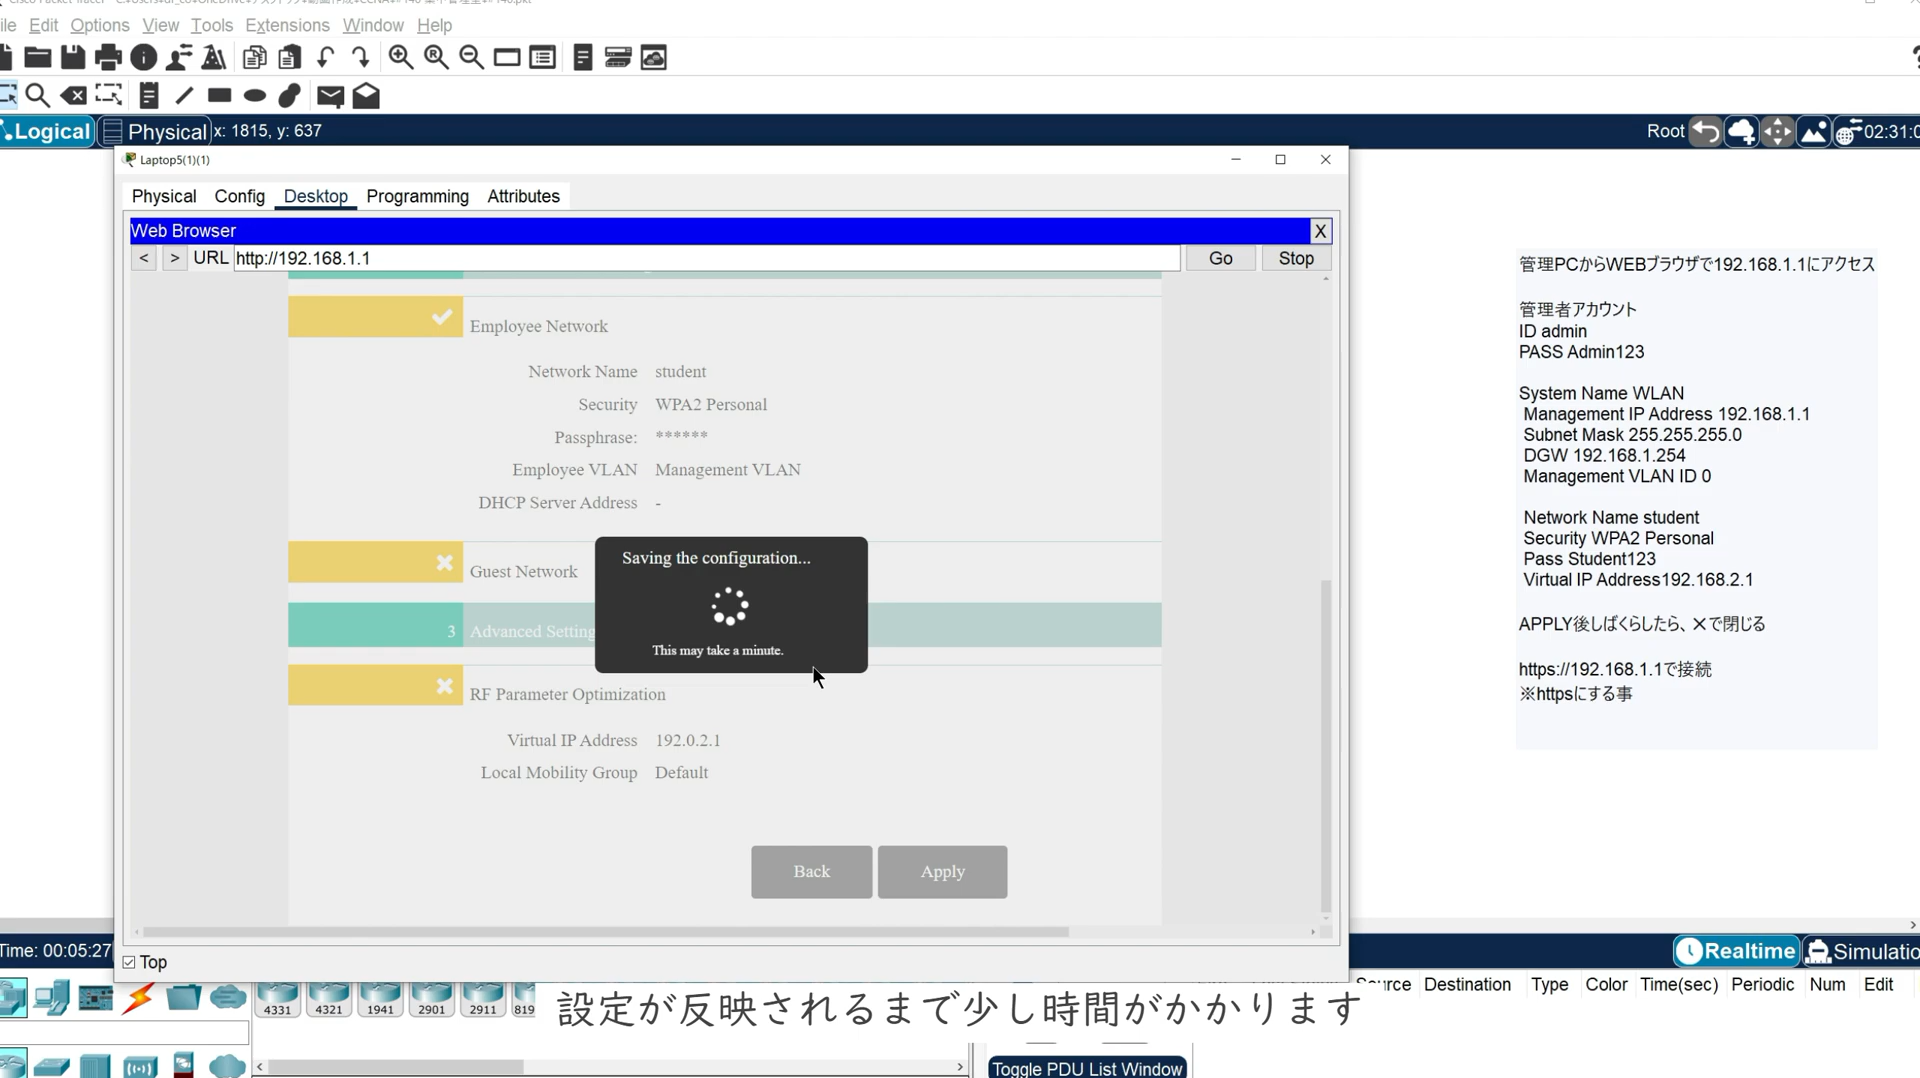 ile Edit Options View Tools Extensions Window Help
Logical Physical x: 1815, y: 637 Root 02:31:0
Laptop5(1)(1)
Physical Config Desktop Programming Attributes
Web Browser X
< > URL http://192.168.1.1 Go Stop
Employee Network
Network Name student
Security WPA2 Personal
Passphrase: ******
Employee VLAN Management VLAN
DHCP Server Address -
Guest Network
Saving the configuration...
This may take a minute.
3 Advanced Setting
RF Parameter Optimization
Virtual IP Address 192.0.2.1
Local Mobility Group Default
Back Apply
Top
管理PCからWEBブラウザで192.168.1.1にアクセス
管理者アカウント
ID admin
PASS Admin123
System Name WLAN
Management IP Address 192.168.1.1
Subnet Mask 255.255.255.0
DGW 192.168.1.254
Management VLAN ID 0
Network Name student
Security WPA2 Personal
Pass Student123
Virtual IP Address192.168.2.1
APPLY後しばくらしたら、×で閉じる
https://192.168.1.1で接続
※httpsにする事
Time: 00:05:27 Realtime Simulatio
Source Destination Type Color Time(sec) Periodic Num Edit
4331 4321 1941 2901 2911 819
設定が反映されるまで少し時間がかかります
Toggle PDU List Window